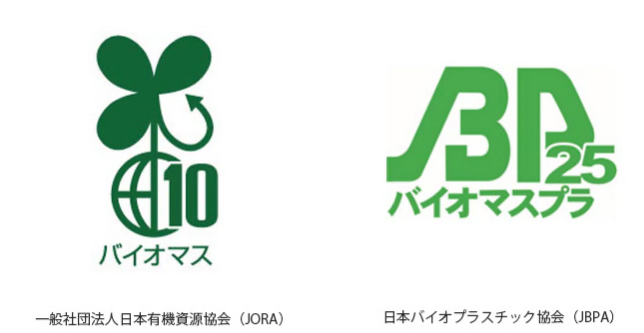 10
バイオマス
一般社団法人日本有機資源協会（JORA）
BP
25
バイオマスプラ
日本バイオプラスチック協会（JBPA）